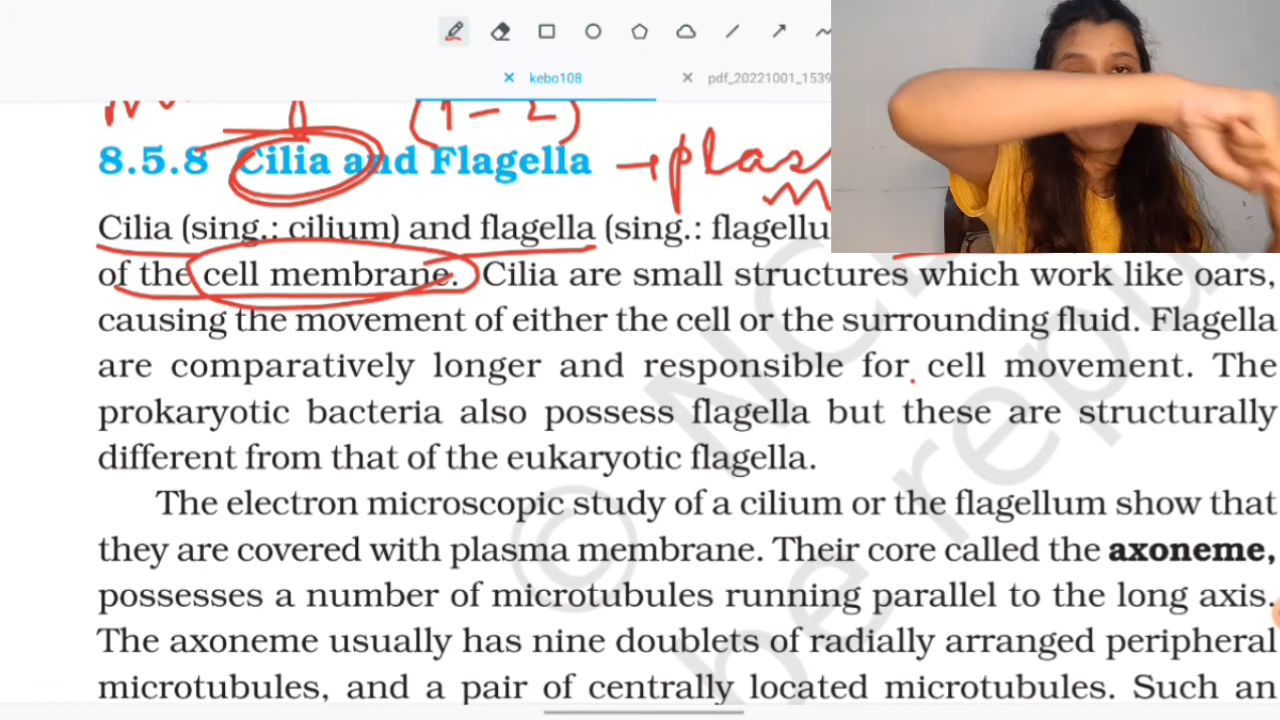 kebo108
pdf_20221001_1539
(1-2)
8.5.8 Cilia and Flagella → plas
Cilia (sing.: cilium) and flagella (sing.: flagellu
of the cell membrane. Cilia are small structures which work like oars,
causing the movement of either the cell or the surrounding fluid. Flagella
are comparatively longer and responsible for cell movement. The
prokaryotic bacteria also possess flagella but these are structurally
different from that of the eukaryotic flagella.
The electron microscopic study of a cilium or the flagellum show that
they are covered with plasma membrane. Their core called the axoneme,
possesses a number of microtubules running parallel to the long axis.
The axoneme usually has nine doublets of radially arranged peripheral
microtubules, and a pair of centrally located microtubules. Such an